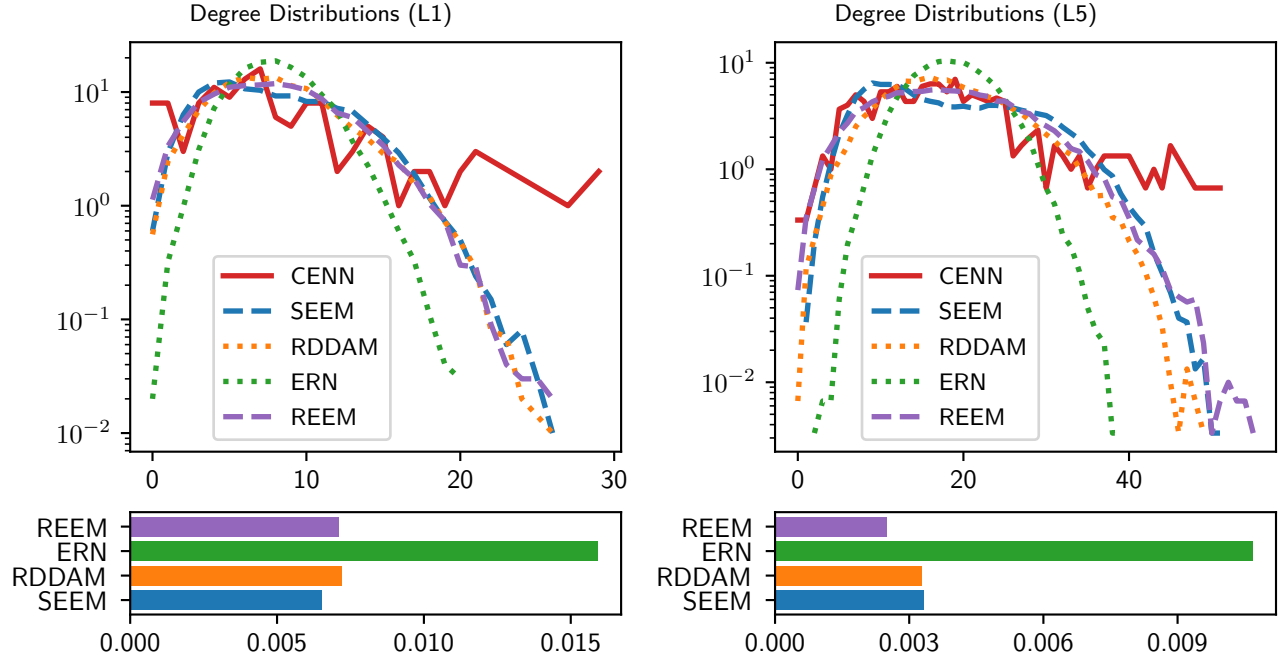 Degree Distributions (L1)
10^1
10^0
10^−1
10^−2
CENN
SEEM
RDDAM
ERN
REEM
0 10 20 30
REEM
ERN
RDDAM
SEEM
0.000 0.005 0.010 0.015
Degree Distributions (L5)
10^1
10^0
10^−1
10^−2
CENN
SEEM
RDDAM
ERN
REEM
0 20 40
REEM
ERN
RDDAM
SEEM
0.000 0.003 0.006 0.009